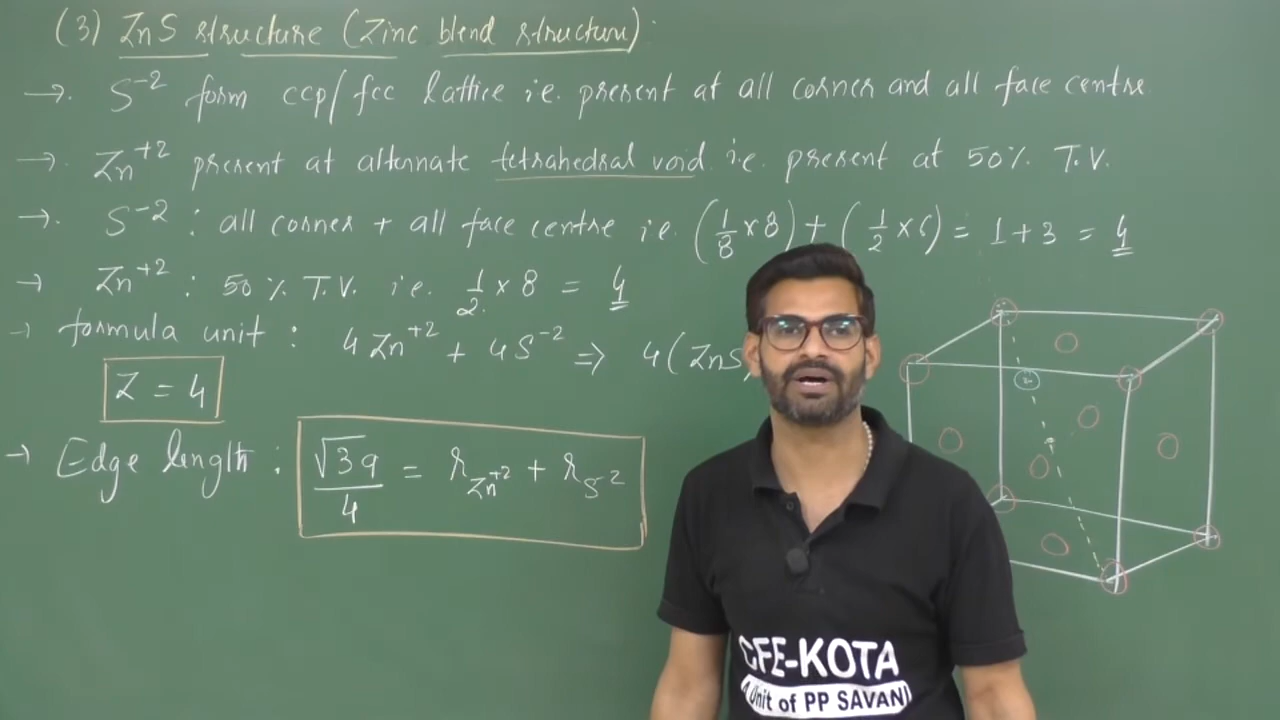 (3) ZnS structure (Zinc blend structure).
→. S⁻² form ccp/fcc lattice i.e. present at all corner and all face centre
→. Zn⁺² present at alternate tetrahedral void i.e. present at 50% T.V.
→. S⁻² : all corner + all face centre i.e. (1/8 × 8) + (1/2 × 6) = 1 + 3 = 4
→ Zn⁺² : 50% T.V. i.e. 1/2 × 8 = 4
→ formula unit : 4 Zn⁺² + 4 S⁻² ⇒ 4(ZnS
Z = 4
→ Edge length : √3a/4 = r Zn⁺² + r S⁻²
CFE-KOTA
A Unit of PP SAVANI